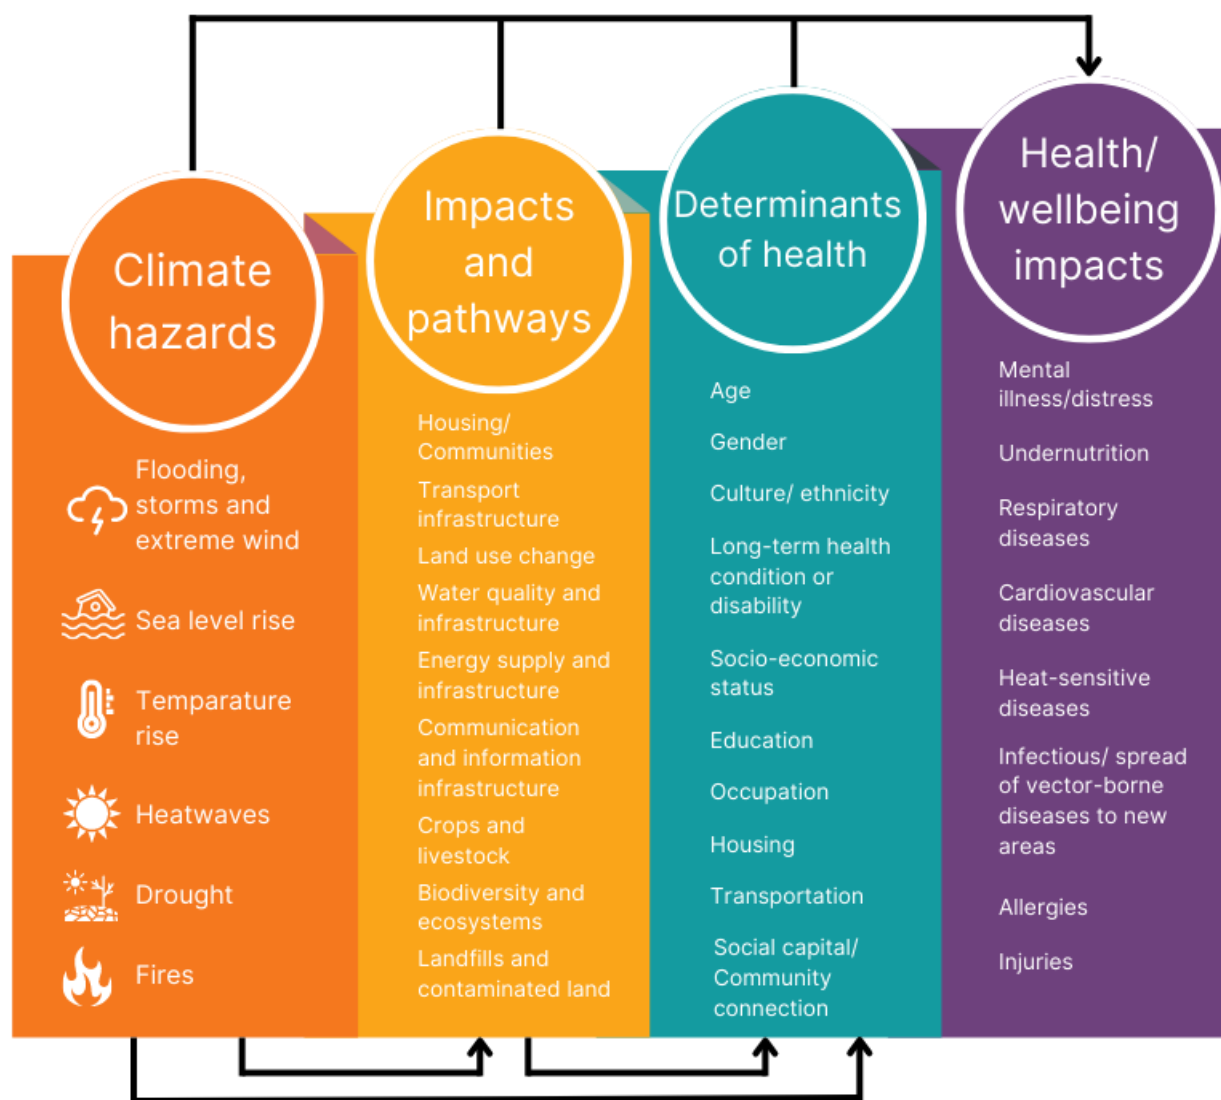 Climate
hazards
Flooding,
storms and
extreme wind
Sea level rise
Temparature
rise
Heatwaves
Drought
Fires
Impacts
and
pathways
Housing/
Communities
Transport
infrastructure
Land use change
Water quality and
infrastructure
Energy supply and
infrastructure
Communication
and information
infrastructure
Crops and
livestock
Biodiversity and
ecosystems
Landfills and
contaminated land
Determinants
of health
Age
Gender
Culture/ ethnicity
Long-term health
condition or
disability
Socio-economic
status
Education
Occupation
Housing
Transportation
Social capital/
Community
connection
Health/
wellbeing
impacts
Mental
illness/distress
Undernutrition
Respiratory
diseases
Cardiovascular
diseases
Heat-sensitive
diseases
Infectious/ spread
of vector-borne
diseases to new
areas
Allergies
Injuries